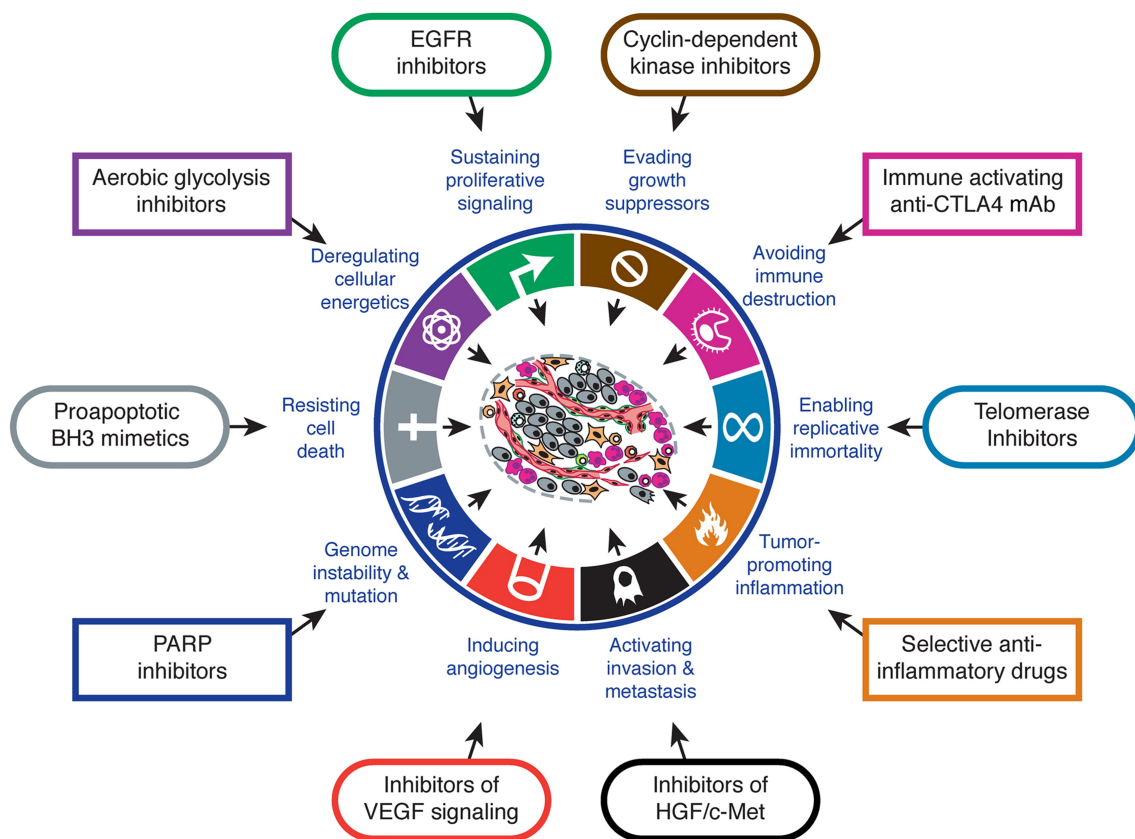 EGFR
inhibitors
Cyclin-dependent
kinase inhibitors
Sustaining
proliferative
signaling
Evading
growth
suppressors
Aerobic glycolysis
inhibitors
Immune activating
anti-CTLA4 mAb
Deregulating
cellular
energetics
Avoiding
immune
destruction
Proapoptotic
BH3 mimetics
Resisting
cell
death
Enabling
replicative
immortality
Telomerase
Inhibitors
Genome
instability &
mutation
Tumor-
promoting
inflammation
PARP
inhibitors
Inducing
angiogenesis
Activating
invasion &
metastasis
Selective anti-
inflammatory drugs
Inhibitors of
VEGF signaling
Inhibitors of
HGF/c-Met